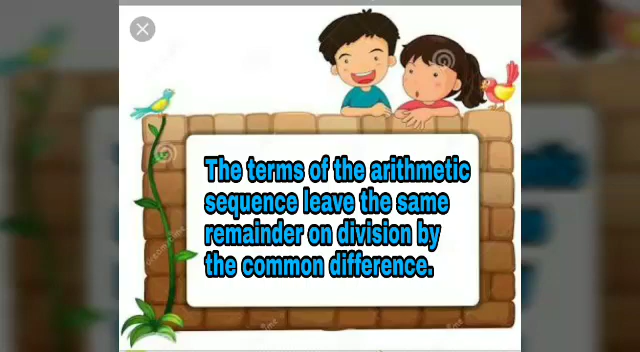 The terms of the arithmetic
sequence leave the same
remainder on division by
the common difference.